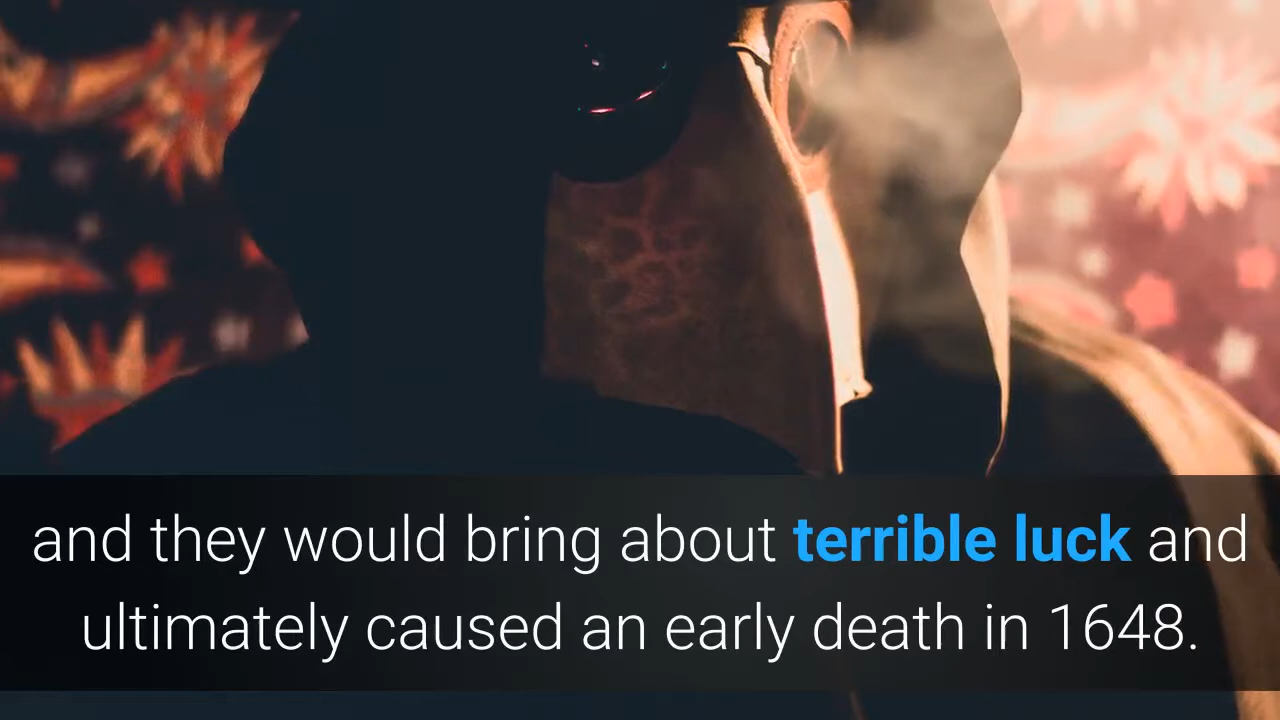 and they would bring about terrible luck and
ultimately caused an early death in 1648.